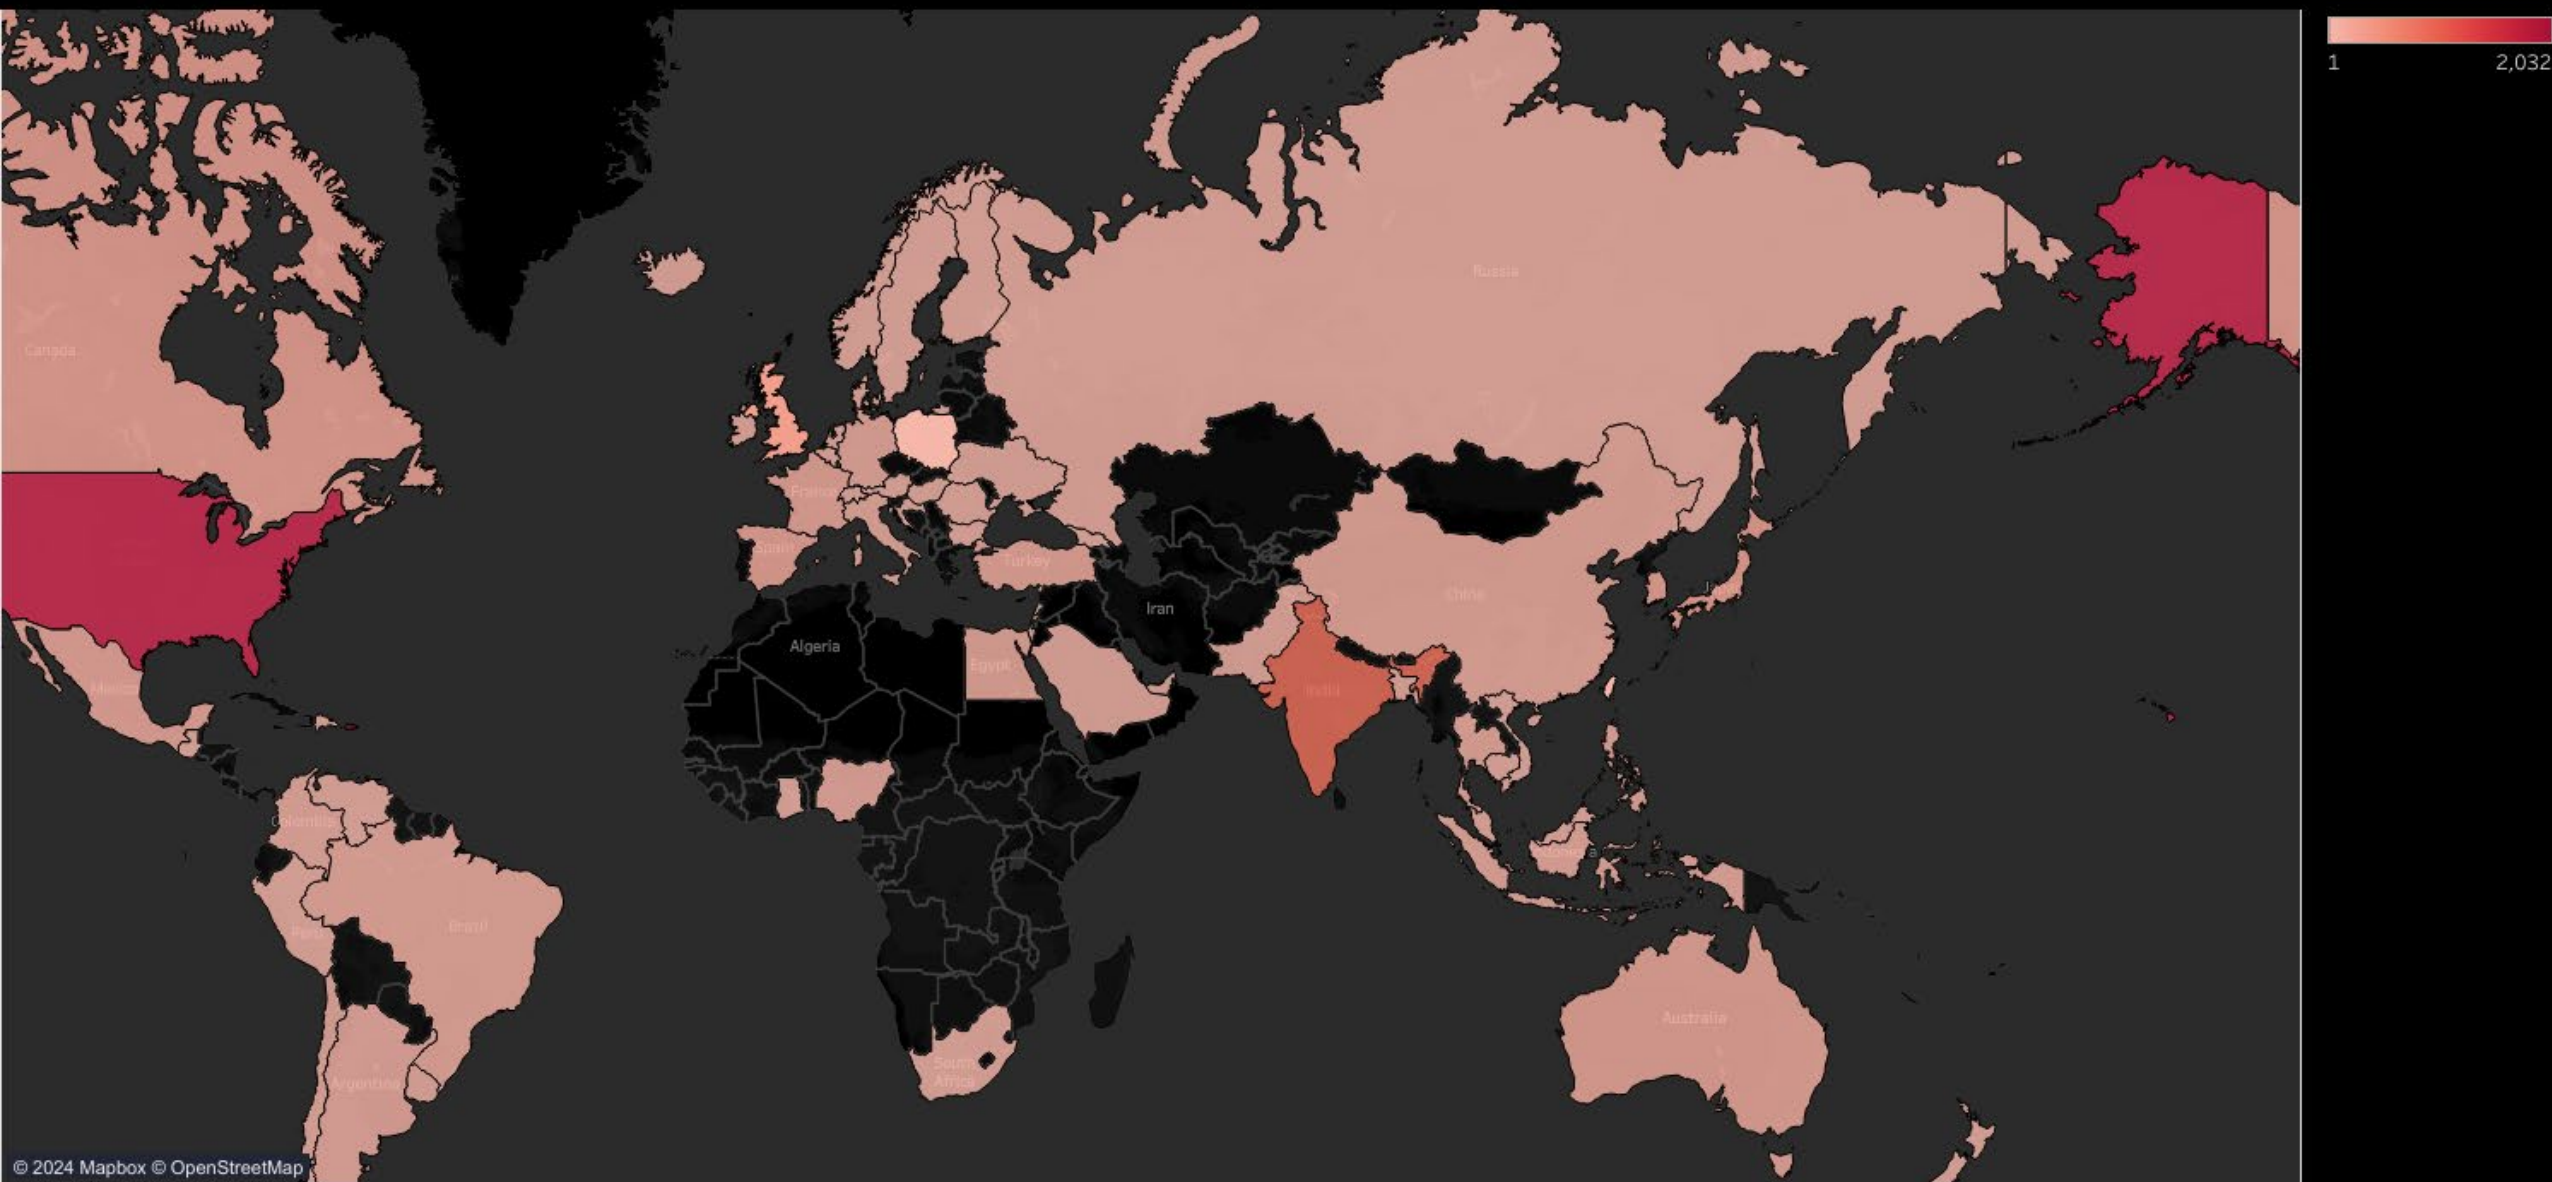 1
2,032
Russia
Canada
France
Spain
Turkey
Iran
China
Algeria
Egypt
India
Mexico
Colombia
Brazil
Peru
Australia
South
Africa
Argentina
© 2024 Mapbox © OpenStreetMap